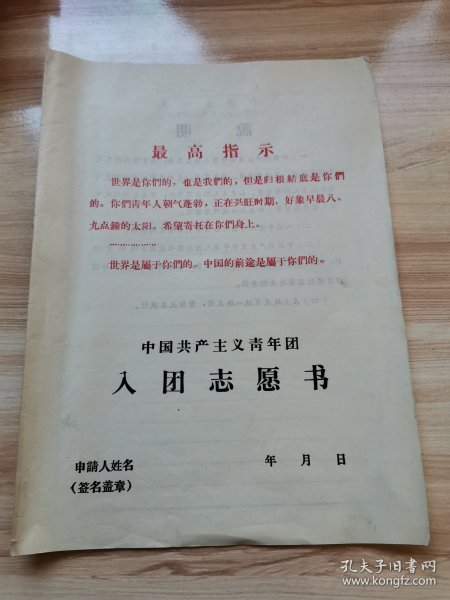 最高指示
世界是你們的，也是我們的，但是归根結底是你們
的。你們青年人朝气蓬勃，正在兴旺时期，好象早晨八、
九点鐘的太阳。希望寄托在你們身上。
………………
世界是屬于你們的。中国的前途是屬于你們的。
中国共产主义靑年团
入团志愿书
申請人姓名
年 月 日
（签名盖章）
孔夫子旧書网
www.kongfz.com